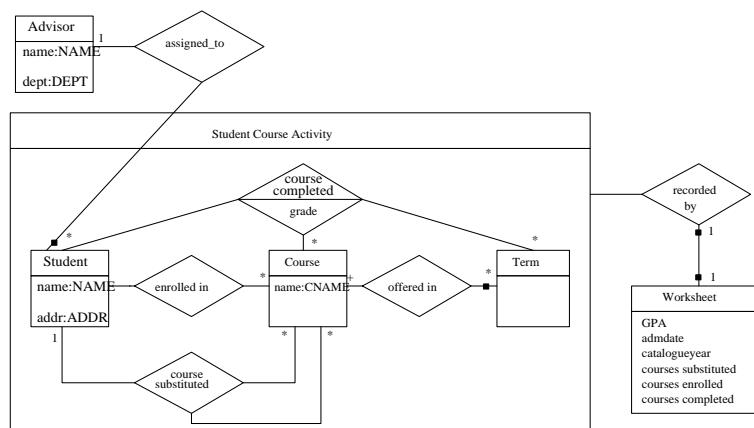 Advisor
name:NAME
dept:DEPT
1
assigned_to
Student Course Activity
course
completed
grade
*
*
*
Student
name:NAME
addr:ADDR
1
enrolled in
*
Course
name:CNAME
*
*
+
offered in
*
Term
course
substituted
recorded
by
1
1
Worksheet
GPA
admdate
catalogueyear
courses substituted
courses enrolled
courses completed